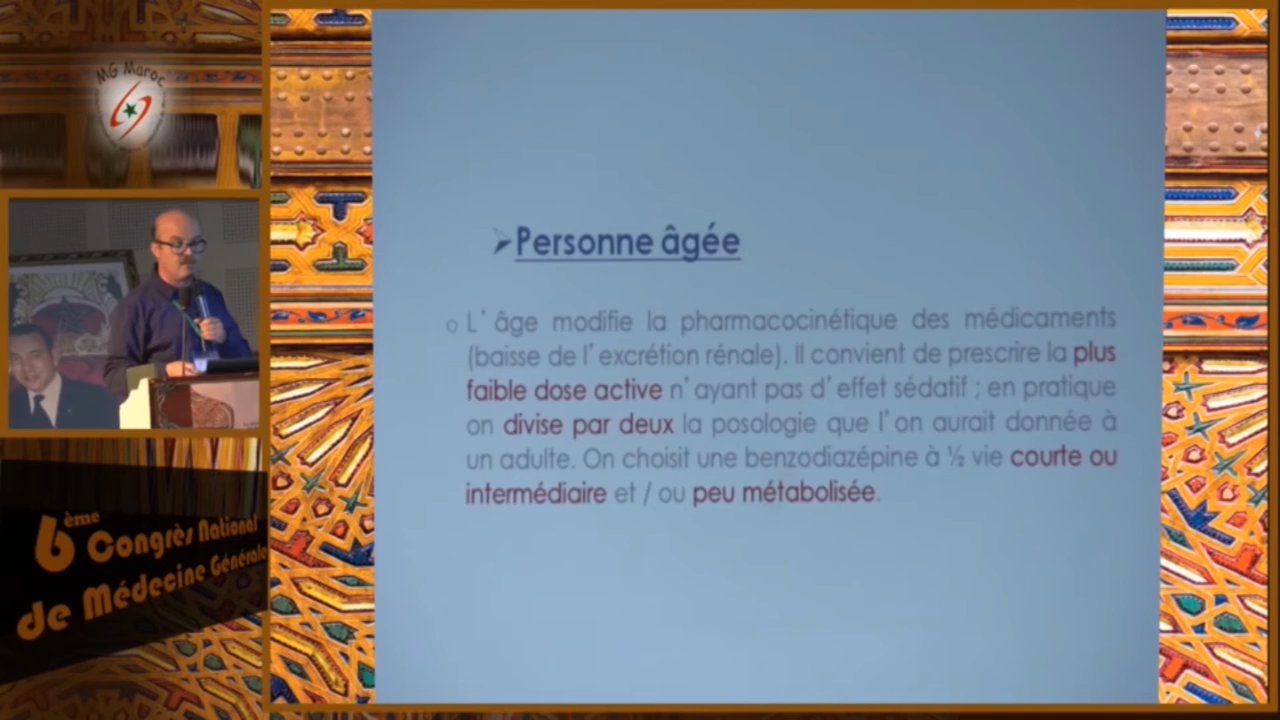 MG Maroc
6ème Congrès National
de Médecine Générale
➢Personne âgée
o L’âge modifie la pharmacocinétique des médicaments
(baisse de l’excrétion rénale). Il convient de prescrire la plus
faible dose active n’ayant pas d’effet sédatif ; en pratique
on divise par deux la posologie que l’on aurait donnée à
un adulte. On choisit une benzodiazépine à ½ vie courte ou
intermédiaire et / ou peu métabolisée.